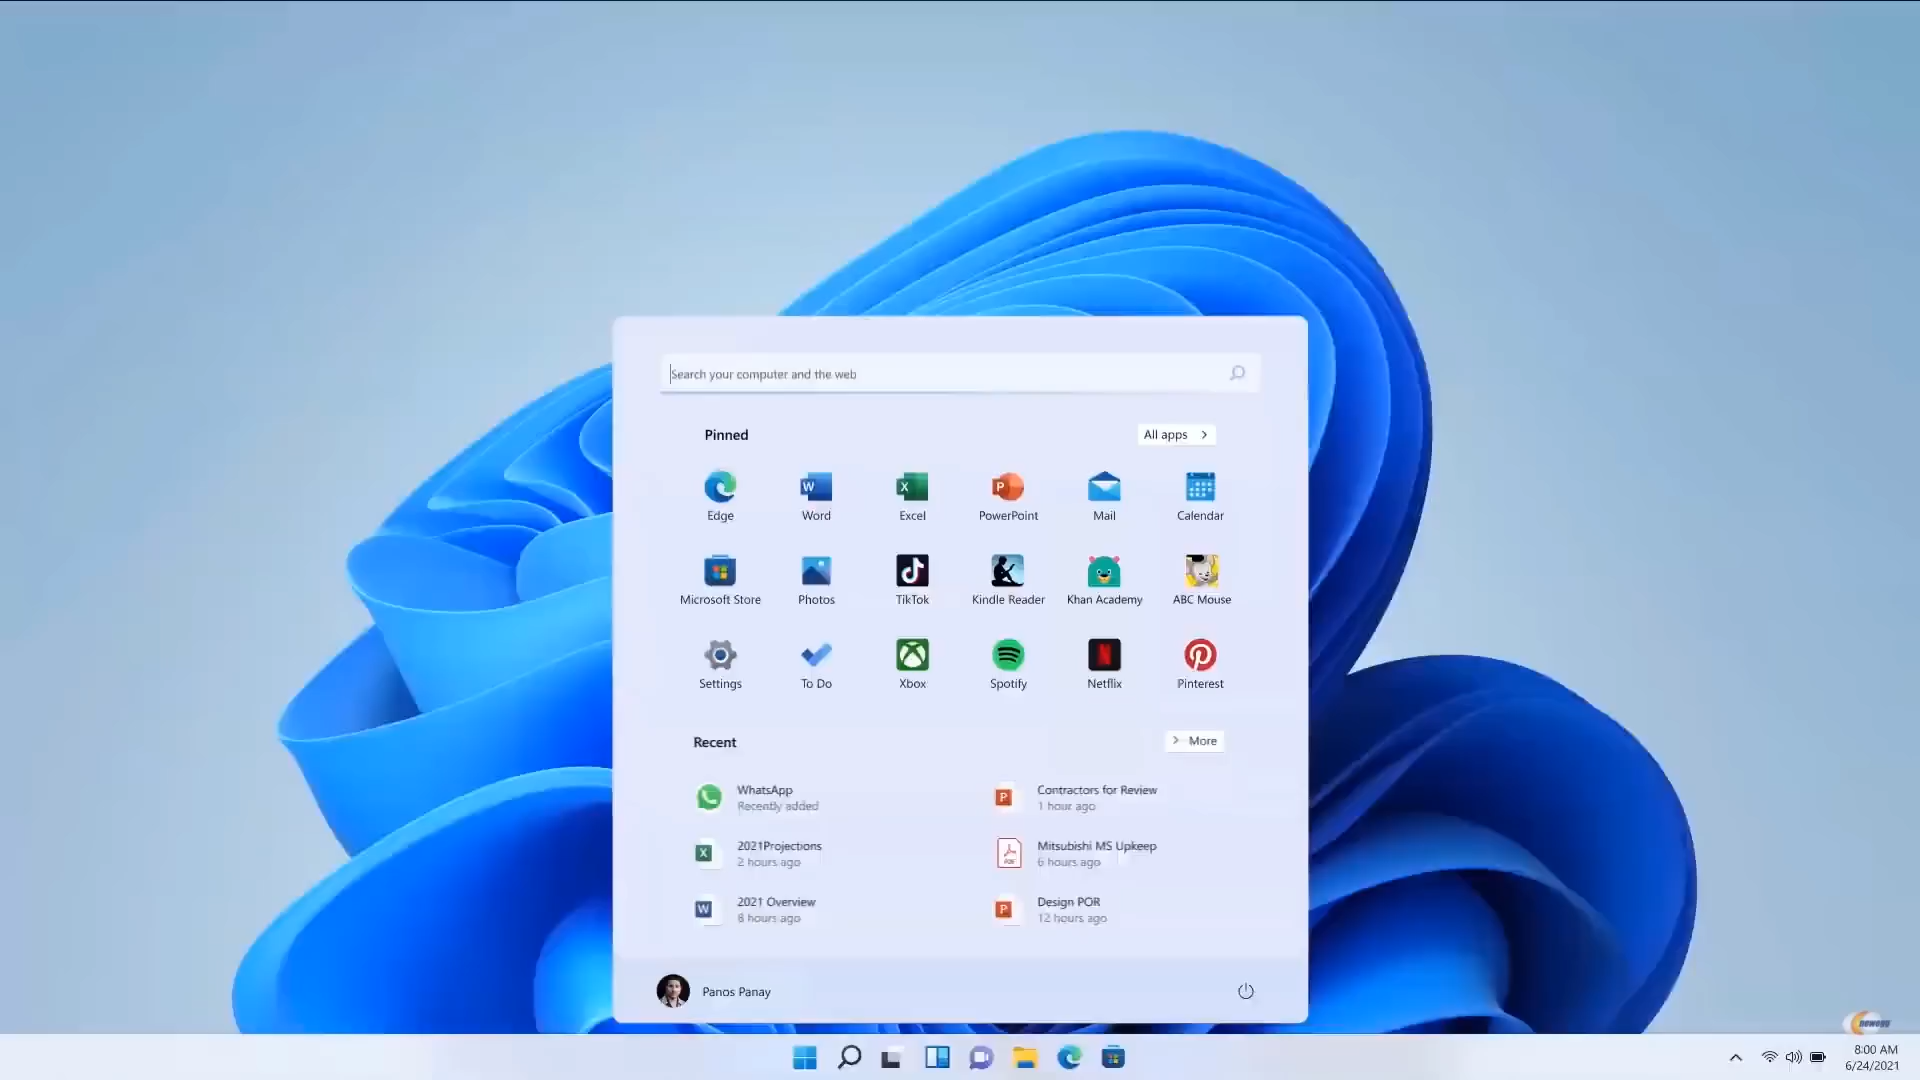 Search your computer and the web
Pinned
All apps >
Edge
Word
Excel
PowerPoint
Mail
Calendar
Microsoft Store
Photos
TikTok
Kindle Reader
Khan Academy
ABC Mouse
Settings
To Do
Xbox
Spotify
Netflix
Pinterest
Recent
> More
WhatsApp
Recently added
Contractors for Review
1 hour ago
2021Projections
2 hours ago
Mitsubishi MS Upkeep
6 hours ago
2021 Overview
8 hours ago
Design POR
12 hours ago
Panos Panay
newegg
8:00 AM
6/24/2021